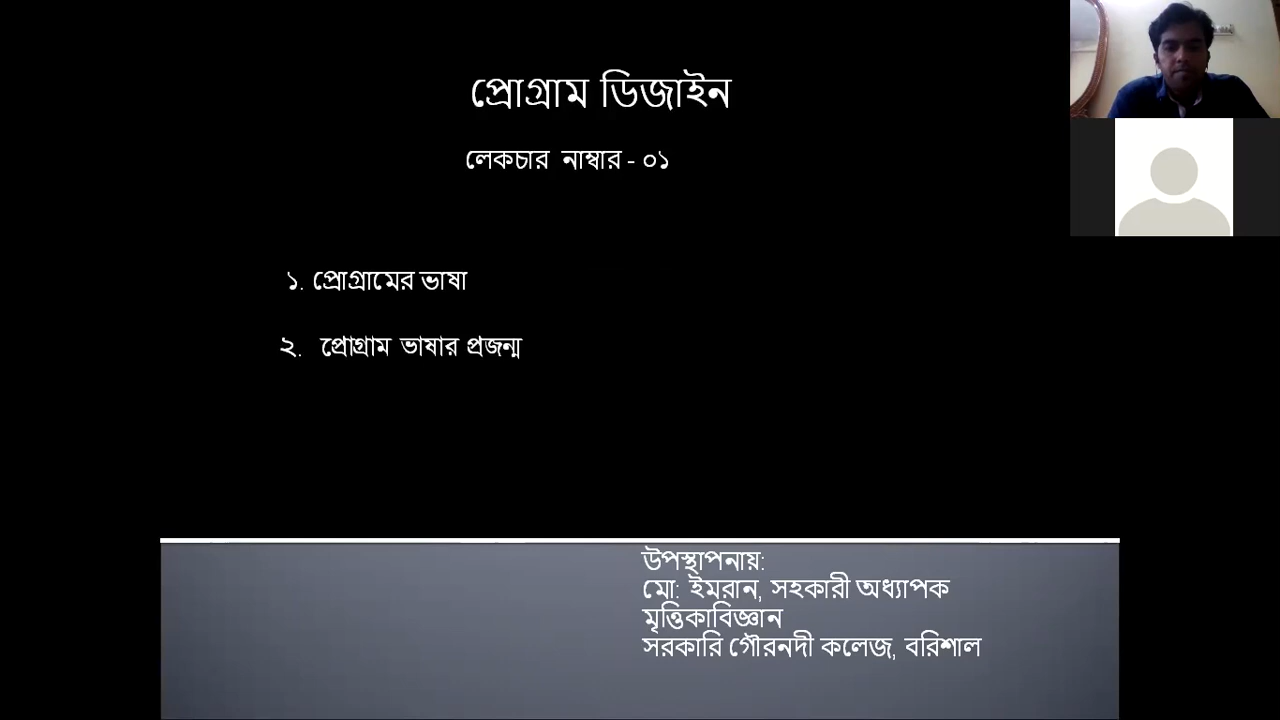 প্রোগ্রাম ডিজাইন
লেকচার নাম্বার - ০১
১. প্রোগ্রামের ভাষা
২. প্রোগ্রাম ভাষার প্রজন্ম
উপস্থাপনায়:
মো: ইমরান, সহকারী অধ্যাপক
মৃত্তিকাবিজ্ঞান
সরকারি গৌরনদী কলেজ, বরিশাল